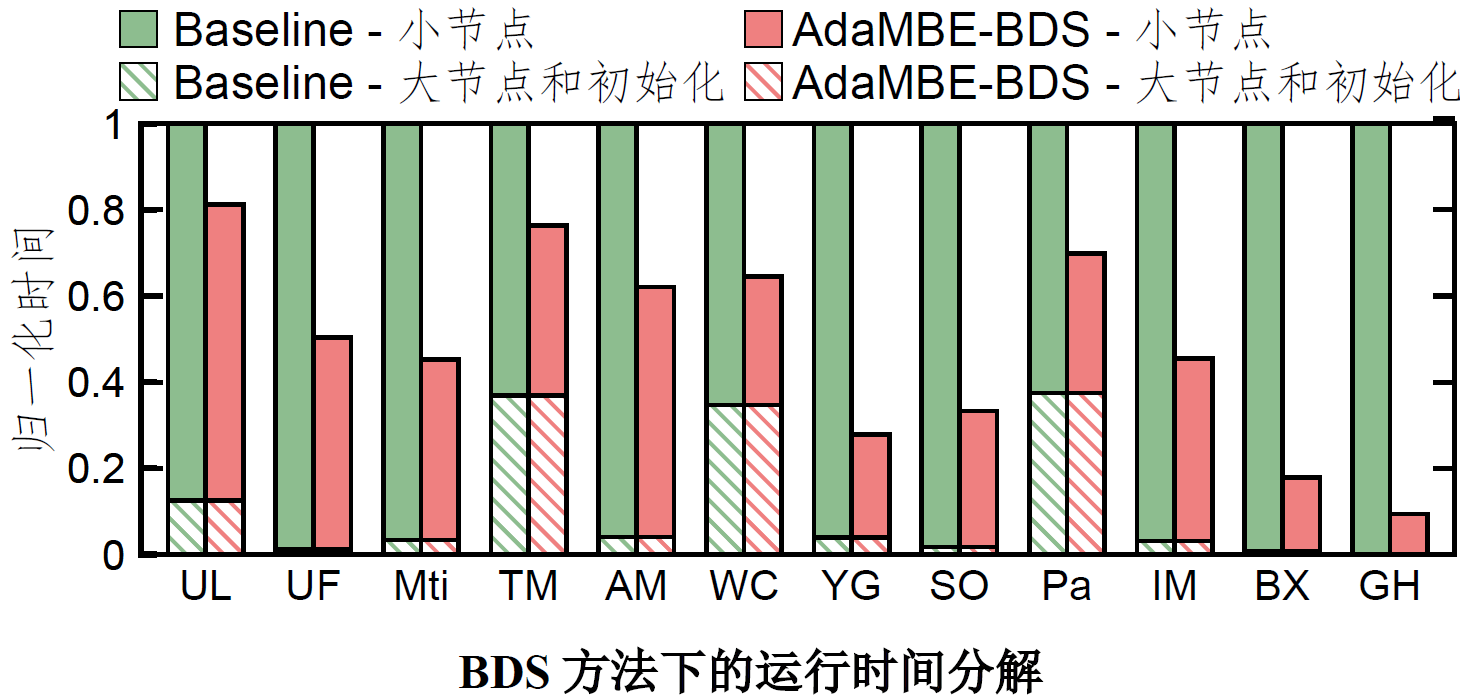 Baseline - 小节点 AdaMBE-BDS - 小节点
Baseline - 大节点和初始化 AdaMBE-BDS - 大节点和初始化
归一化时间
1
0.8
0.6
0.4
0.2
0
UL UF Mti TM AM WC YG SO Pa IM BX GH
BDS 方法下的运行时间分解